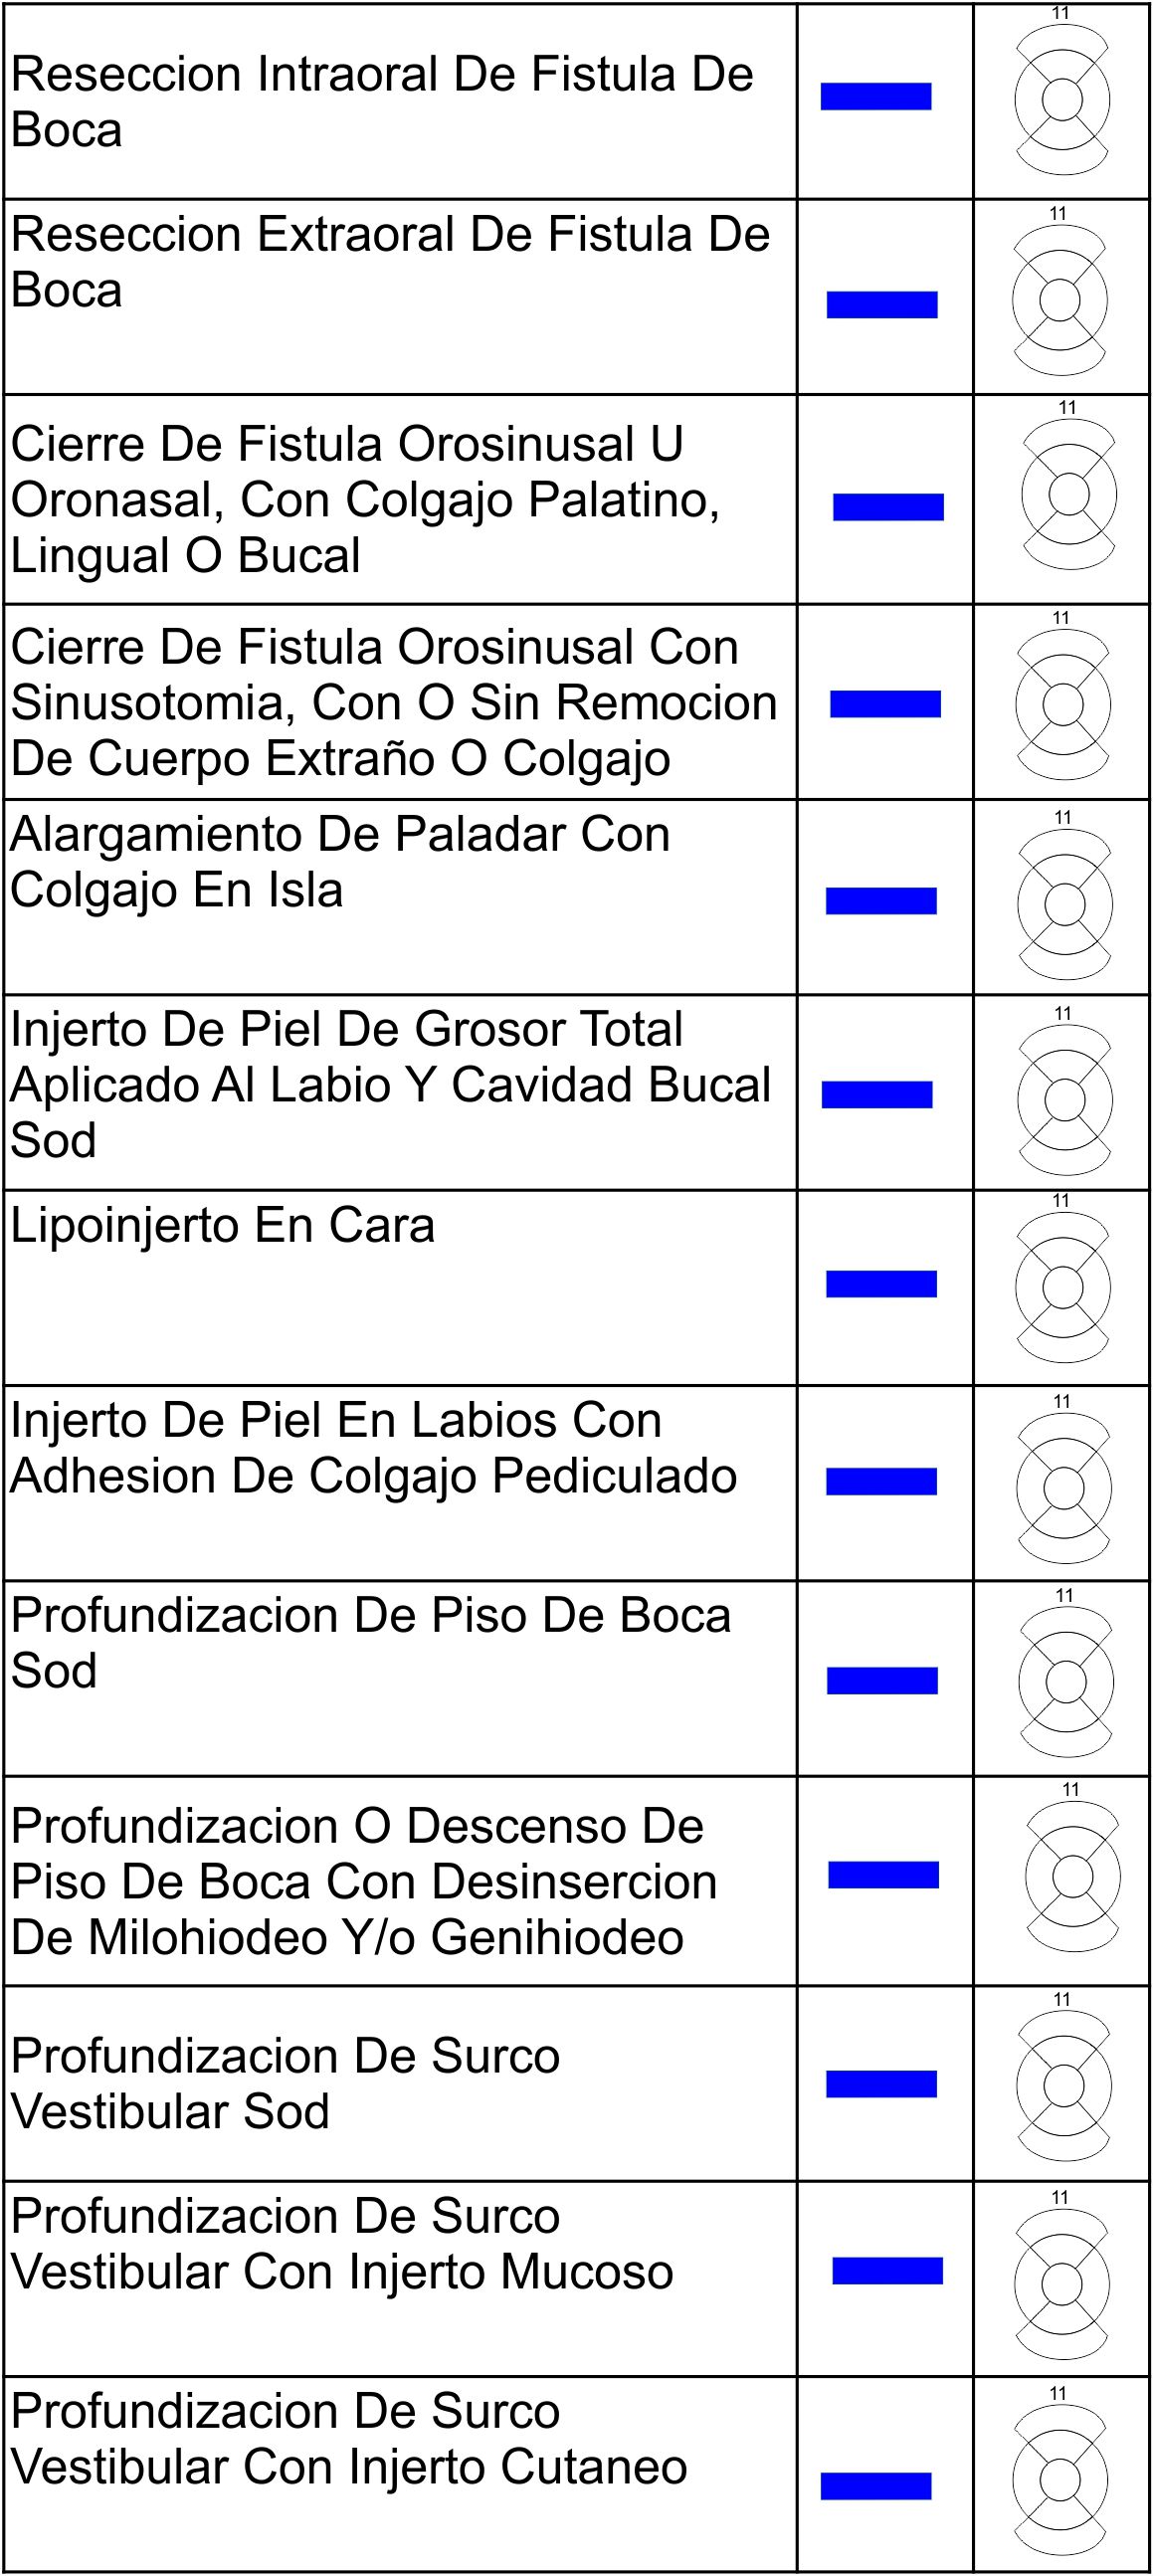 Reseccion Intraoral De Fistula De
Boca
11
Reseccion Extraoral De Fistula De
Boca
11
Cierre De Fistula Orosinusal U
Oronasal, Con Colgajo Palatino,
Lingual O Bucal
11
Cierre De Fistula Orosinusal Con
Sinusotomia, Con O Sin Remocion
De Cuerpo Extraño O Colgajo
11
Alargamiento De Paladar Con
Colgajo En Isla
11
Injerto De Piel De Grosor Total
Aplicado Al Labio Y Cavidad Bucal
Sod
11
Lipoinjerto En Cara
11
Injerto De Piel En Labios Con
Adhesion De Colgajo Pediculado
11
Profundizacion De Piso De Boca
Sod
11
Profundizacion O Descenso De
Piso De Boca Con Desinsercion
De Milohiodeo Y/o Genihiodeo
11
Profundizacion De Surco
Vestibular Sod
11
Profundizacion De Surco
Vestibular Con Injerto Mucoso
11
Profundizacion De Surco
Vestibular Con Injerto Cutaneo
11